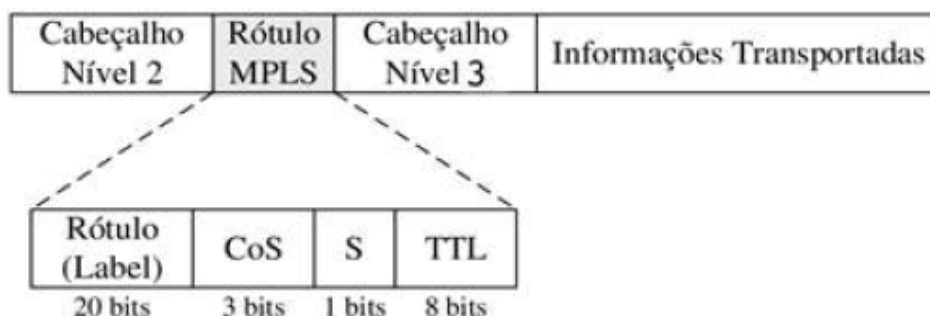 Cabeçalho Nível 2
Rótulo MPLS
Cabeçalho Nível 3
Informações Transportadas
Rótulo (Label)
CoS
S
TTL
20 bits
3 bits
1 bits
8 bits